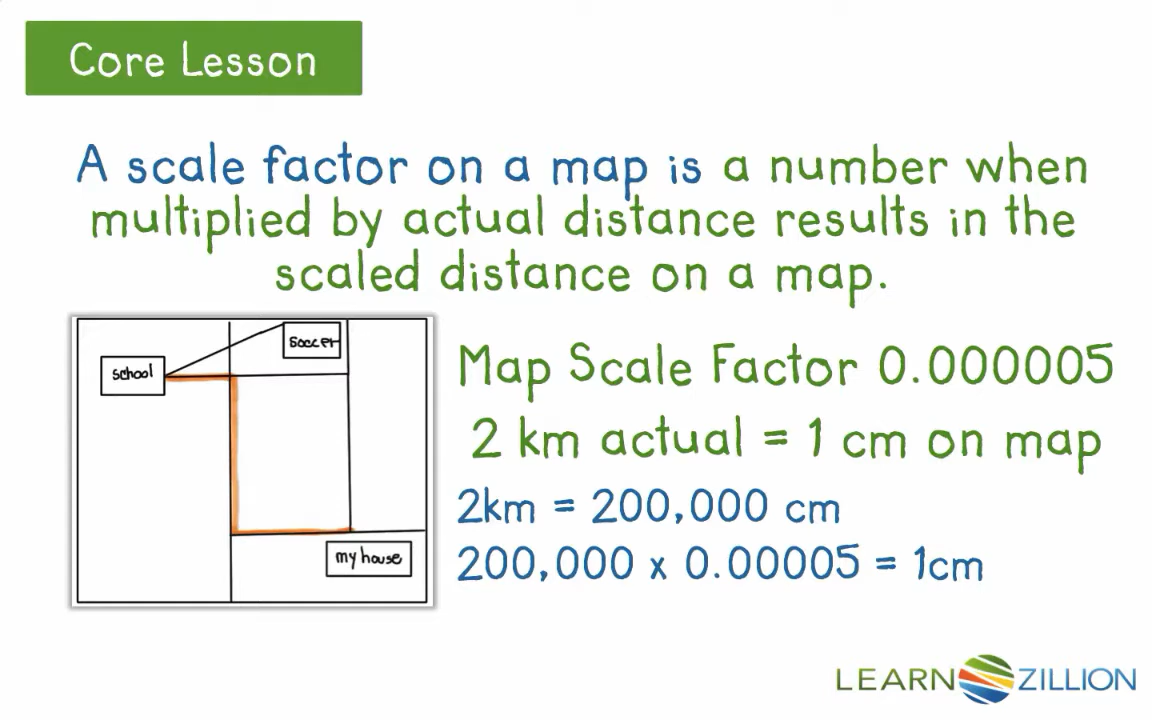 Core Lesson
A scale factor on a map is a number when
multiplied by actual distance results in the
scaled distance on a map.
soccer
school
my house
Map Scale Factor 0.000005
2 km actual = 1 cm on map
2km = 200,000 cm
200,000 x 0.00005 = 1cm
LEARN ZILLION